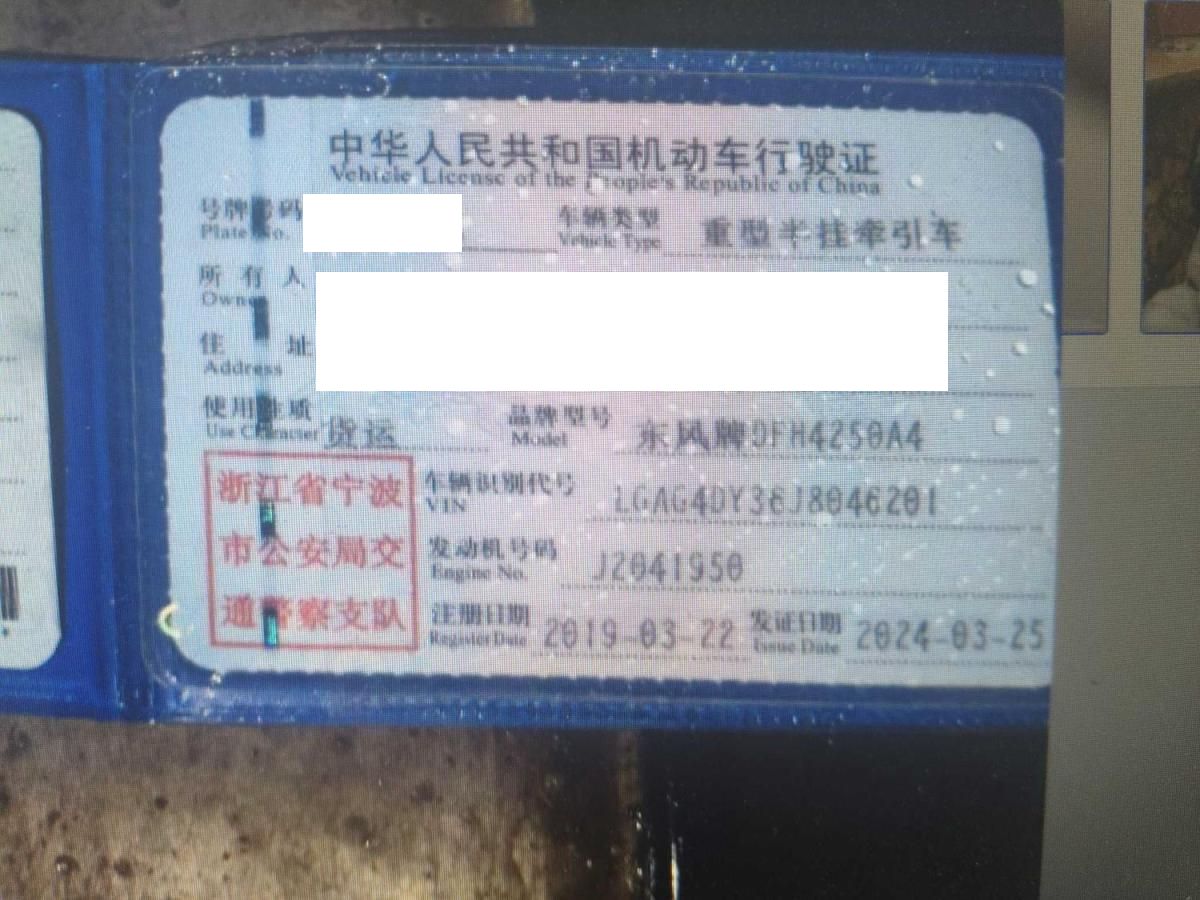 中华人民共和国机动车行驶证
Vehicle License of the People's Republic of China
号牌号码
Plate No.
车辆类型 重型半挂牵引车
Vehicle Type
所有人
Owner
住址
Address
使用性质 货运
Use Character
品牌型号 东风牌DFH4250A4
Model
浙江省宁波
市公安局交
通警察支队
车辆识别代号 LGAG4DY36J8046201
VIN
发动机号码 J2041950
Engine No.
注册日期 2019-03-22
Register Date
发证日期 2024-03-25
Issue Date